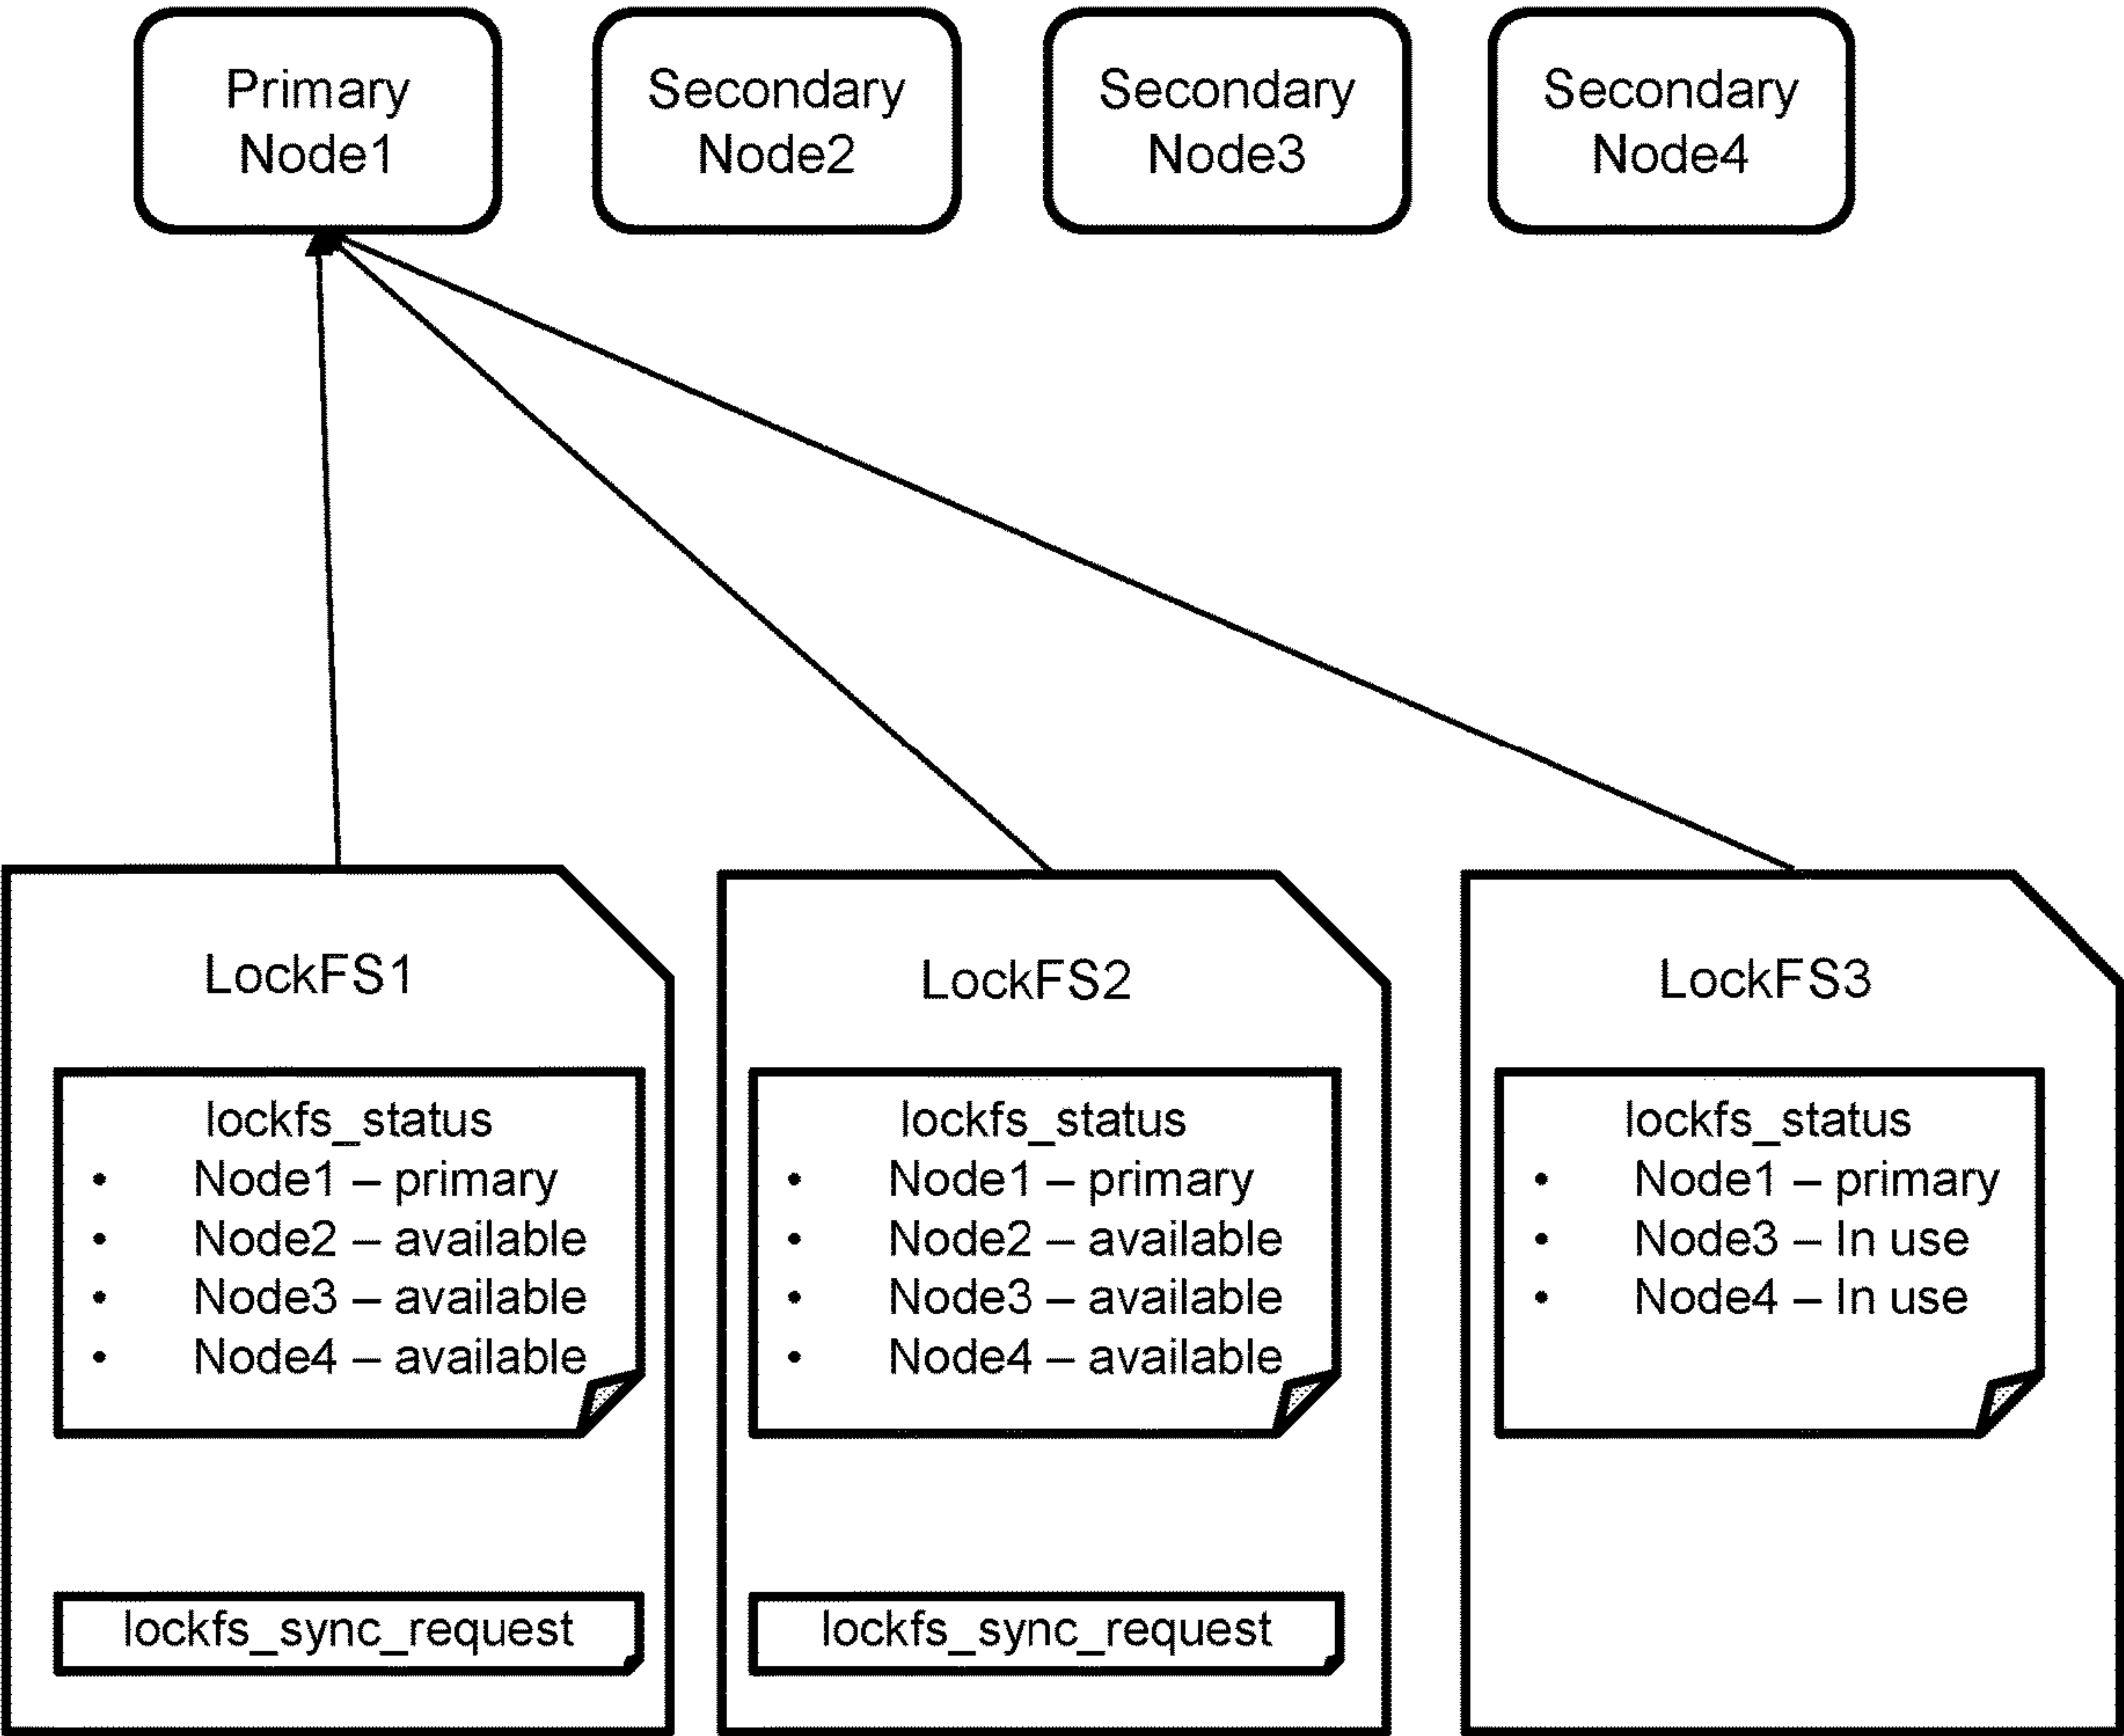 Primary
Node1
Secondary
Node2
Secondary
Node3
Secondary
Node4
LockFS1
lockfs_status
• Node1 – primary
• Node2 – available
• Node3 – available
• Node4 – available
lockfs_sync_request
LockFS2
lockfs_status
• Node1 – primary
• Node2 – available
• Node3 – available
• Node4 – available
lockfs_sync_request
LockFS3
lockfs_status
• Node1 – primary
• Node3 – In use
• Node4 – In use